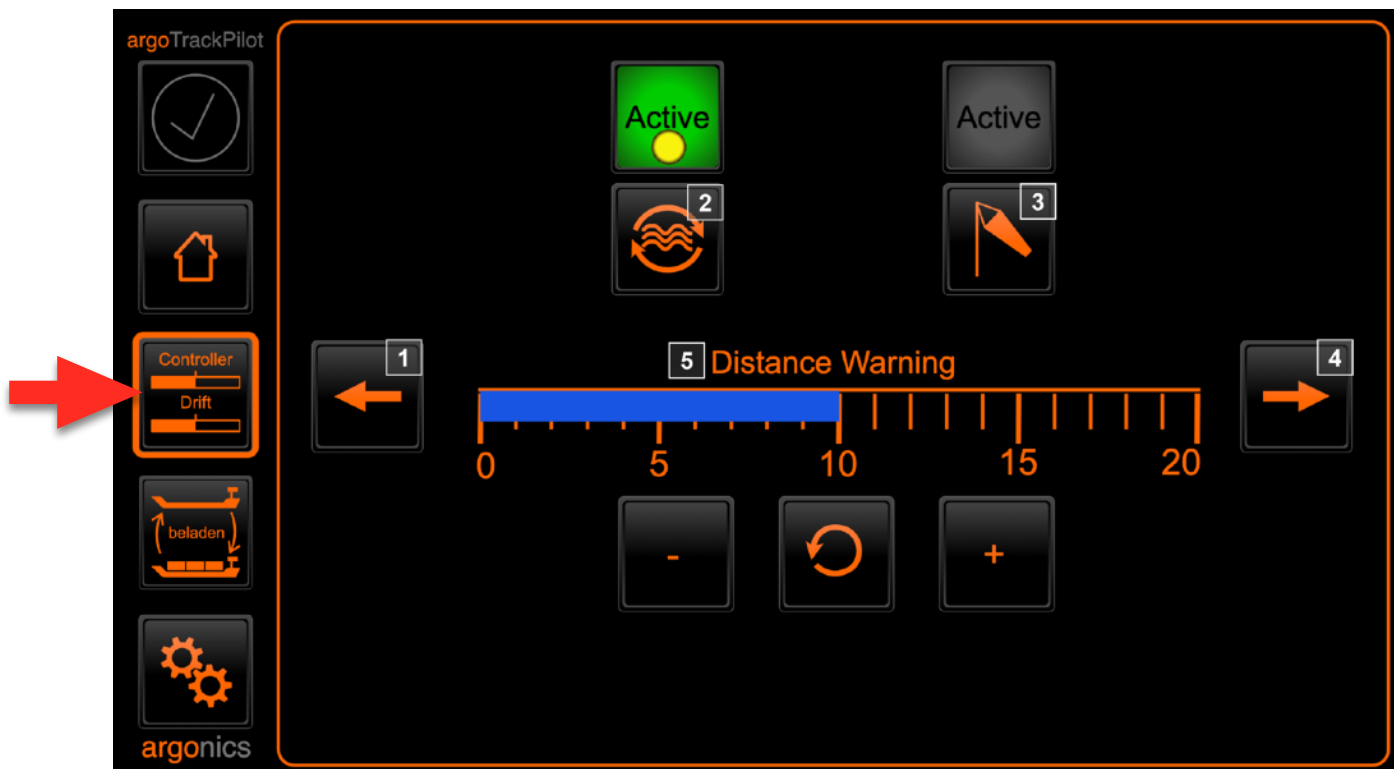 argoTrackPilot
Active
Active
2
3
Controller
Drift
1
5 Distance Warning
4
0 5 10 15 20
beladen
- +
argonics